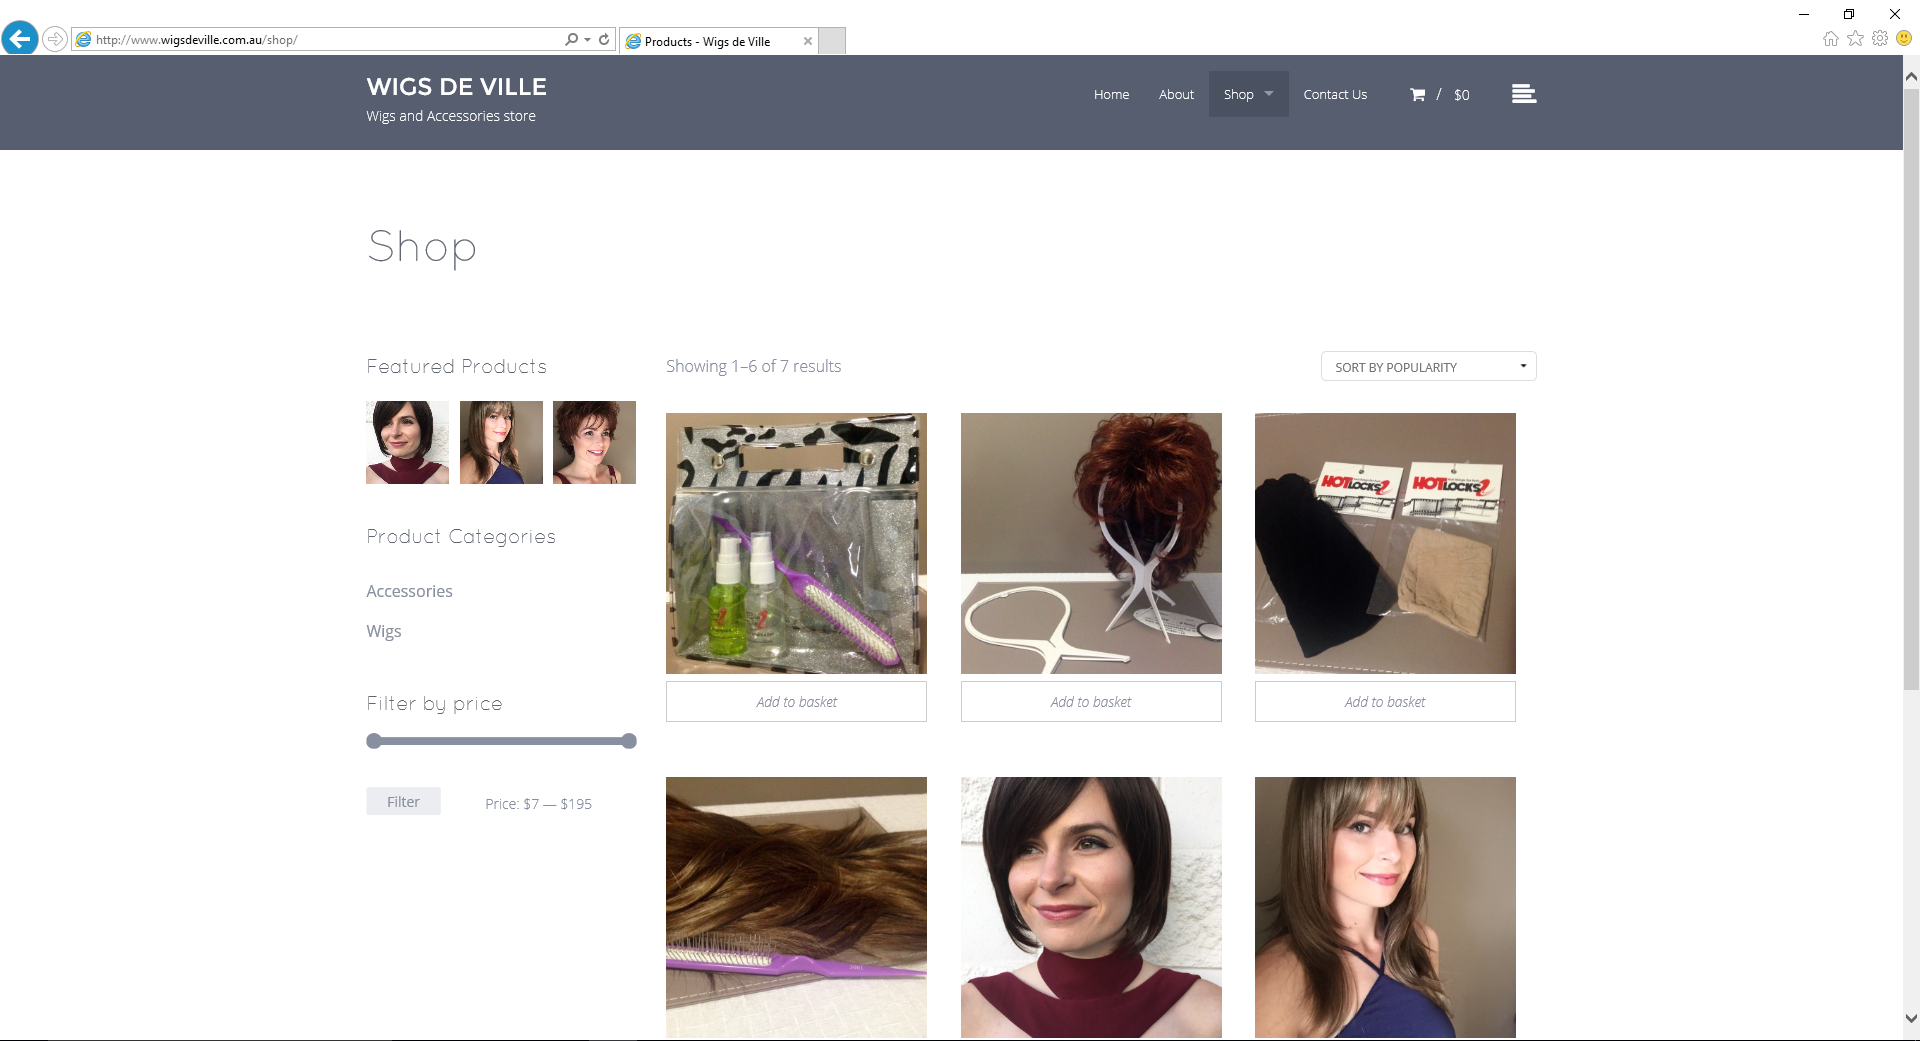 http://www.wigsdeville.com.au/shop/
Products - Wigs de Ville
WIGS DE VILLE
Wigs and Accessories store
Home
About
Shop
Contact Us
/ $0
Shop
Featured Products
Showing 1–6 of 7 results
SORT BY POPULARITY
HOTLOCKS
HOTLOCKS
Product Categories
Accessories
Wigs
Filter by price
Filter
Price: $7 — $195
Add to basket
Add to basket
Add to basket